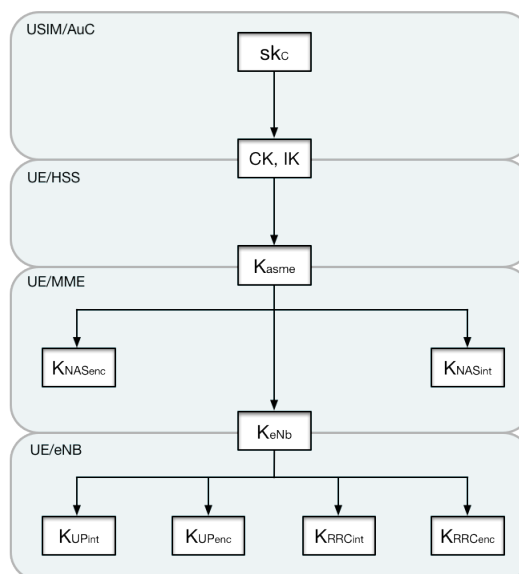 USIM/AuC
skC
CK, IK
UE/HSS
Kasme
UE/MME
KNASenc
KNASint
KeNb
UE/eNB
KUPint
KUPenc
KRRCint
KRRCenc